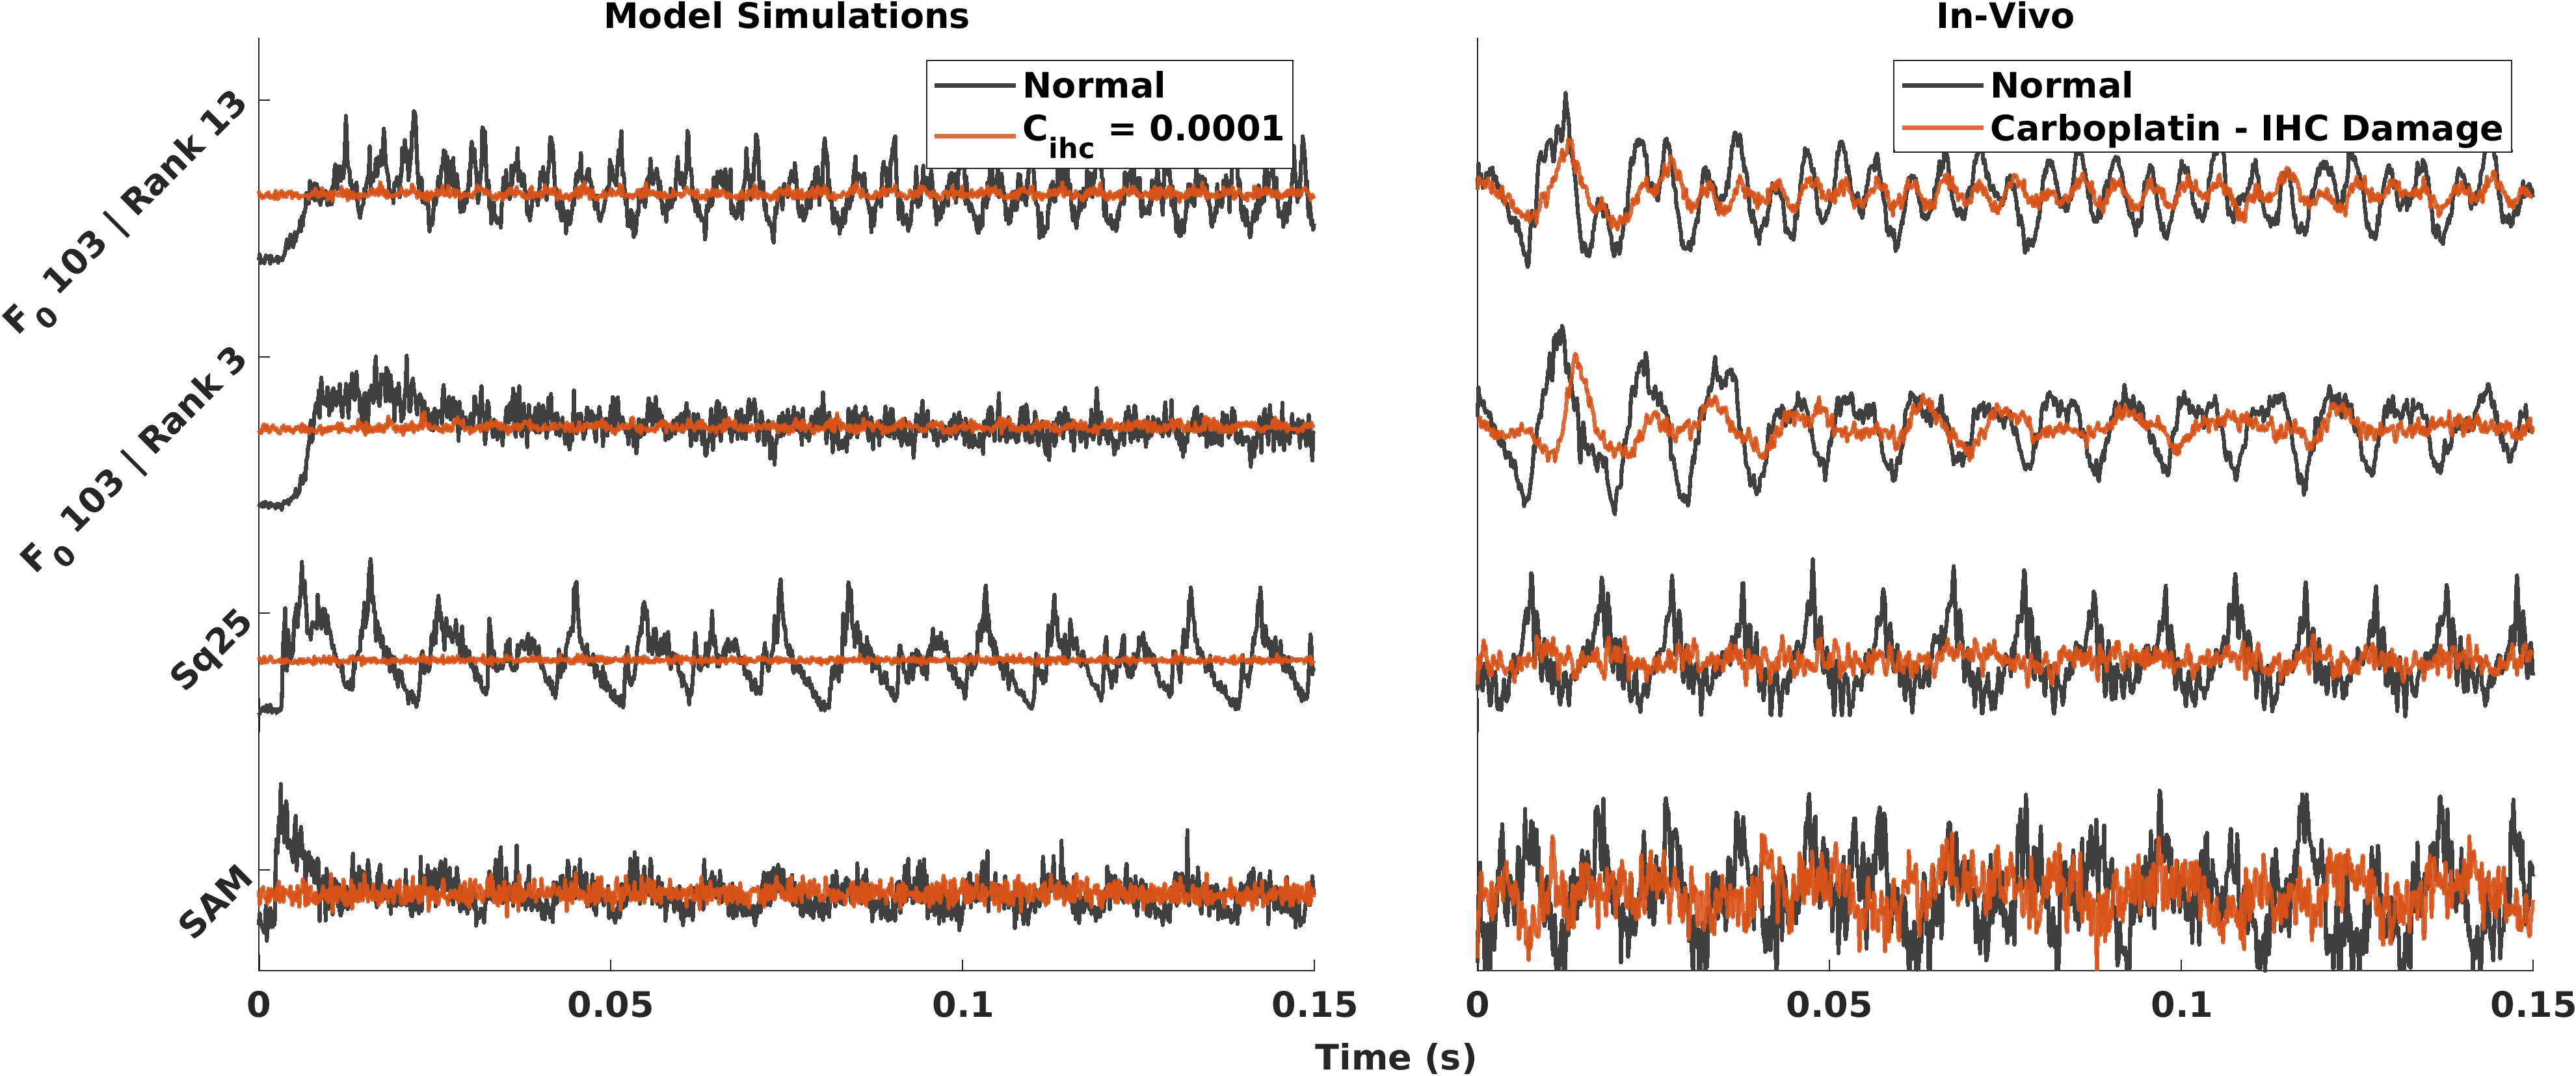 Model Simulations
In-Vivo
Normal
C_ihc = 0.0001
Normal
Carboplatin - IHC Damage
F_0 103 | Rank 13
F_0 103 | Rank 3
Sq25
SAM
0 0.05 0.1 0.15
0 0.05 0.1 0.15
Time (s)